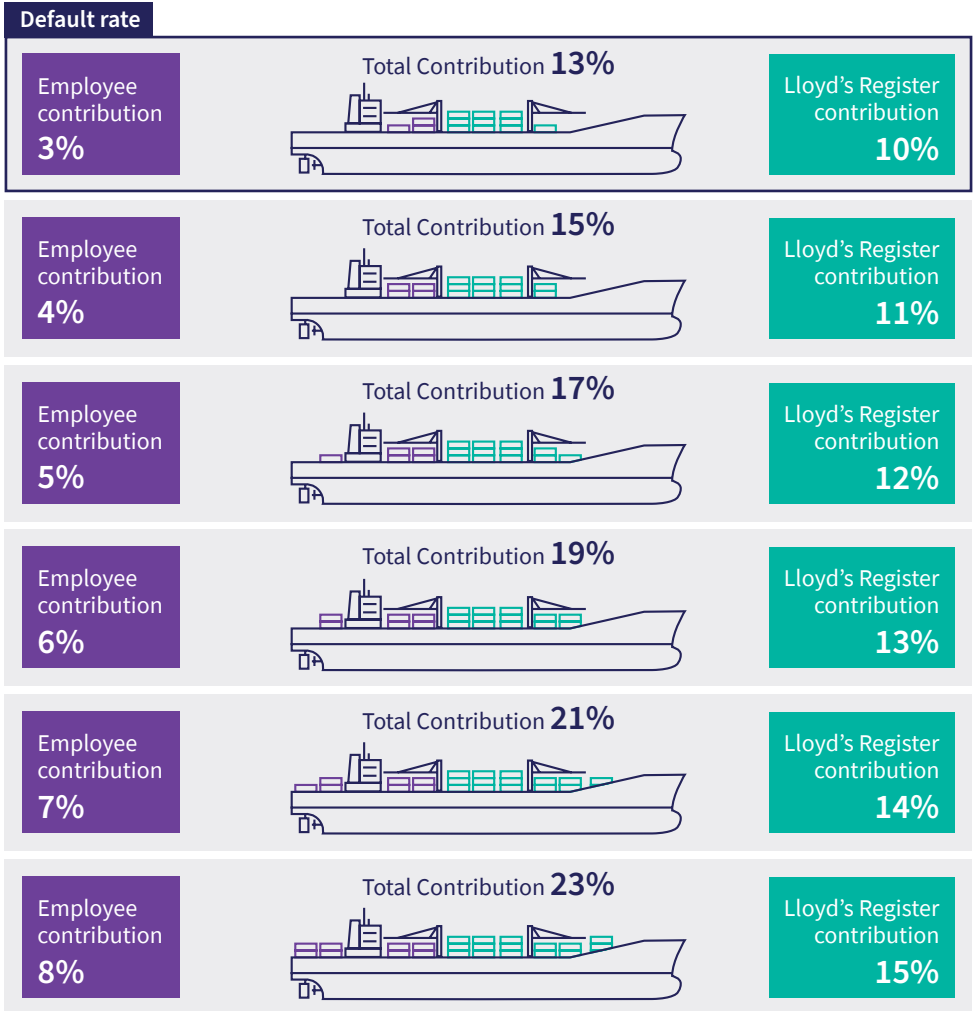 Default rate
Total Contribution 13%
Employee
contribution
3%
Lloyd's Register
contribution
10%
Total Contribution 15%
Employee
contribution
4%
Lloyd's Register
contribution
11%
Total Contribution 17%
Employee
contribution
5%
Lloyd's Register
contribution
12%
Total Contribution 19%
Employee
contribution
6%
Lloyd's Register
contribution
13%
Total Contribution 21%
Employee
contribution
7%
Lloyd's Register
contribution
14%
Total Contribution 23%
Employee
contribution
8%
Lloyd's Register
contribution
15%